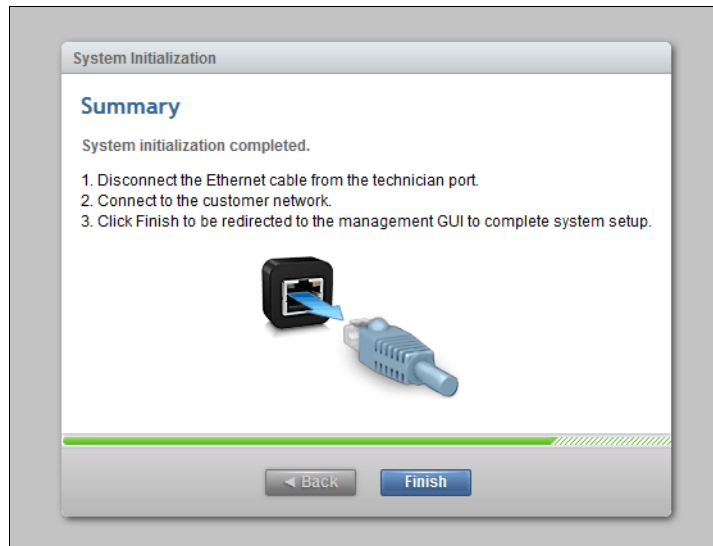 System Initialization
Summary
System initialization completed.
1. Disconnect the Ethernet cable from the technician port.
2. Connect to the customer network.
3. Click Finish to be redirected to the management GUI to complete system setup.
Back Finish